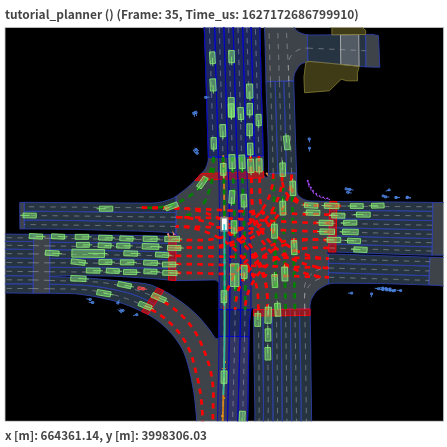 tutorial_planner () (Frame: 35, Time_us: 1627172686799910)
x [m]: 664361.14, y [m]: 3998306.03